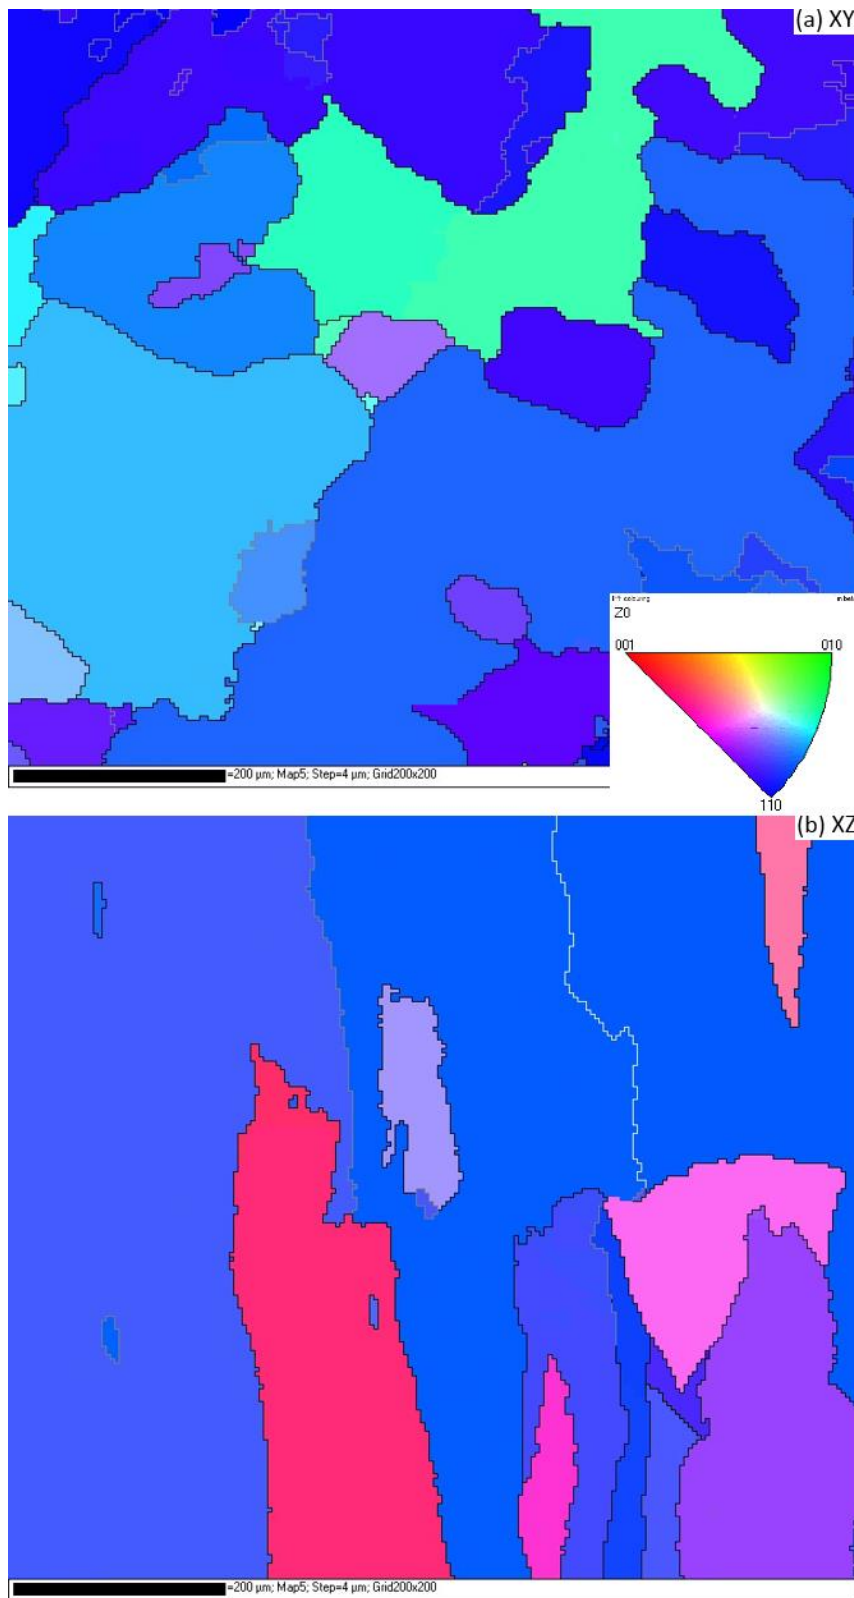 (a) XY
Z0
001 010
110
=200 µm; Map5; Step=4 µm; Grid200x200
(b) XZ
=200 µm; Map5; Step=4 µm; Grid200x200